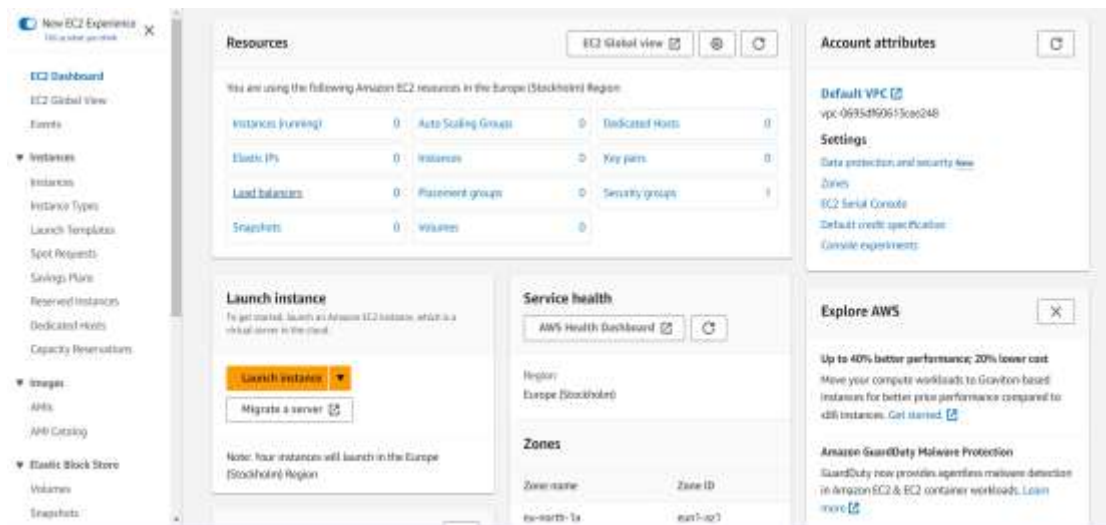 New EC2 Experience
EC2 Dashboard
EC2 Global View
Events
Instances
Instances
Instance Types
Launch Templates
Spot Requests
Savings Plans
Reserved Instances
Dedicated Hosts
Capacity Reservations
Images
AMIs
AMI Catalog
Elastic Block Store
Volumes
Snapshots
Resources
EC2 Global view
You are using the following Amazon EC2 resources in the Europe (Stockholm) Region:
Instances (running) 0 Auto Scaling Groups 0 Dedicated Hosts 0
Elastic IPs 0 Instances 0 Key pairs 0
Load balancers 0 Placement groups 0 Security groups 1
Snapshots 0 Volumes 0
Launch instance
To get started, launch an Amazon EC2 instance, which is a
virtual server in the cloud.
Launch instance
Migrate a server
Note: Your instances will launch in the Europe
(Stockholm) Region
Service health
AWS Health Dashboard
Region
Europe (Stockholm)
Zones
Zone name Zone ID
eu-north-1a eun1-az1
Account attributes
Default VPC
Settings
Data protection and security New
Zones
EC2 Serial Console
Default credit specification
Console experiments
Explore AWS
Up to 40% better performance; 20% lower cost
Move your compute workloads to Graviton-based
instances for better price performance compared to
x86 instances. Get started.
Amazon GuardDuty Malware Protection
GuardDuty now provides agentless malware detection
in Amazon EC2 & EC2 container workloads. Learn
more